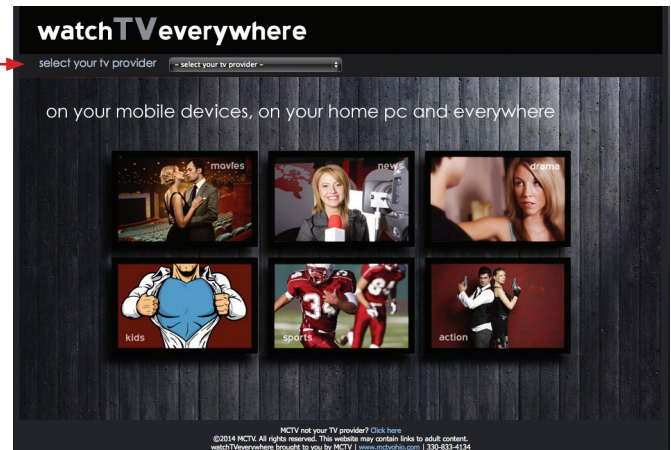 watchTVeverywhere
select your tv provider
– select your tv provider –
on your mobile devices, on your home pc and everywhere
movies
news
drama
34
8
kids
sports
action
MCTV not your TV provider? Click here
©2014 MCTV. All rights reserved. This website may contain links to adult content.
watchTVeverywhere brought to you by MCTV | www.mctvohio.com | 330-833-4134